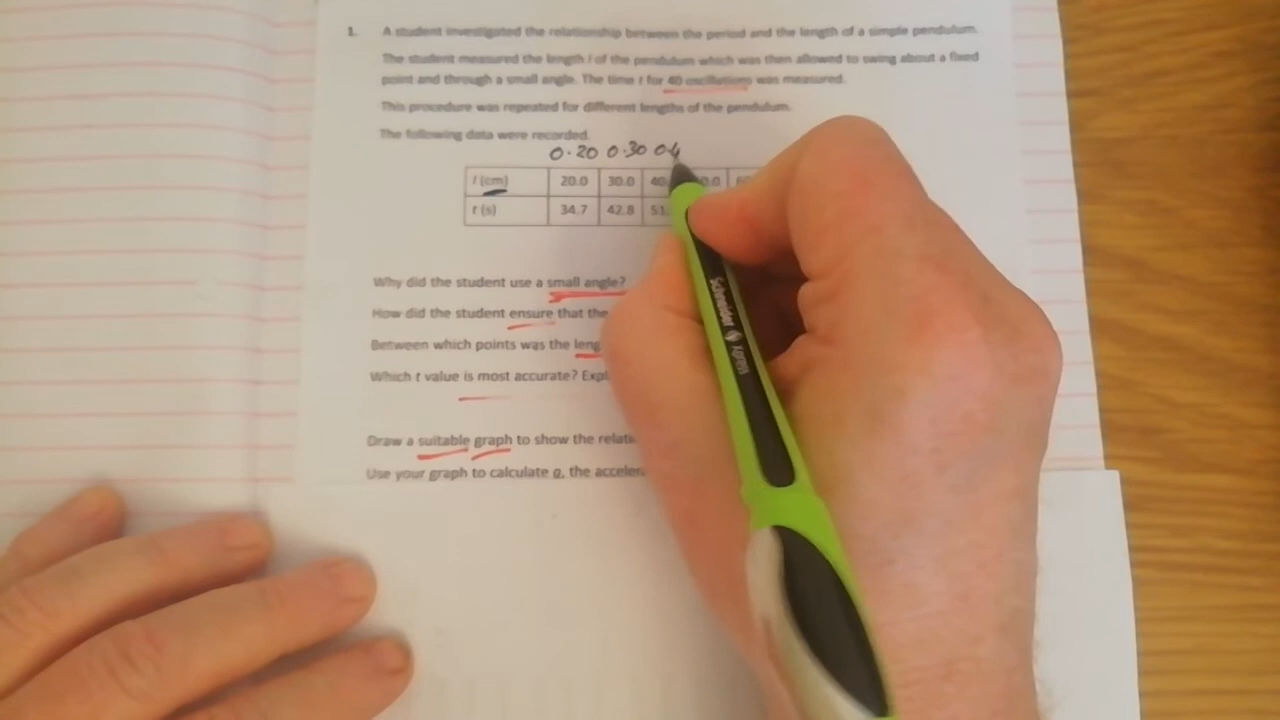 1. A student investigated the relationship between the period and the length of a simple pendulum.
The student measured the length l of the pendulum which was then allowed to swing about a fixed
point and through a small angle. The time t for 40 oscillations was measured.
This procedure was repeated for different lengths of the pendulum.
The following data were recorded.
0.20 0.30 0.4
l (cm) 20.0 30.0 40
t (s) 34.7 42.8 51
Why did the student use a small angle?
How did the student ensure that the
Between which points was the leng
Which t value is most accurate? Expl
Draw a suitable graph to show the relati
Use your graph to calculate g, the acceler
Schneider Xpress